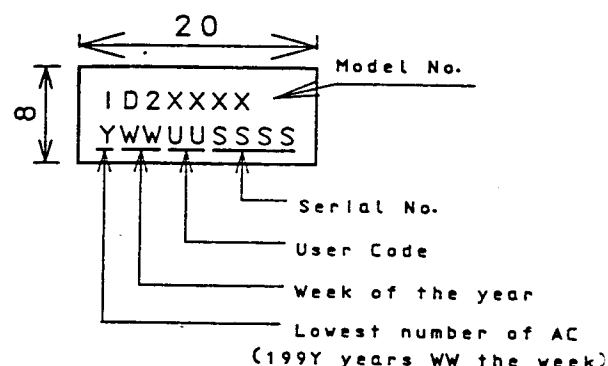 20
Model No.
8
ID2XXXX
YWWUUSSSS
Serial No.
User Code
Week of the year
Lowest number of AC
(199Y years WW the week)